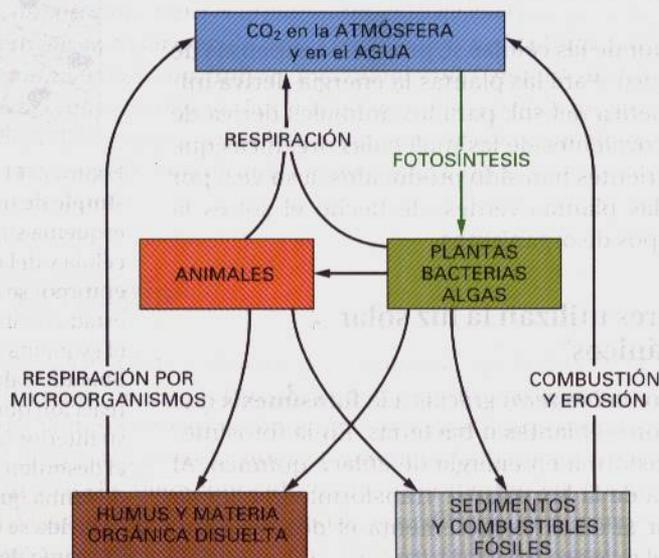 CO₂ en la ATMÓSFERA
y en el AGUA
RESPIRACIÓN
FOTOSÍNTESIS
ANIMALES
PLANTAS
BACTERIAS
ALGAS
RESPIRACIÓN POR
MICROORGANISMOS
COMBUSTIÓN
Y EROSIÓN
HUMUS Y MATERIA
ORGÁNICA DISUELTA
SEDIMENTOS
Y COMBUSTIBLES
FÓSILES